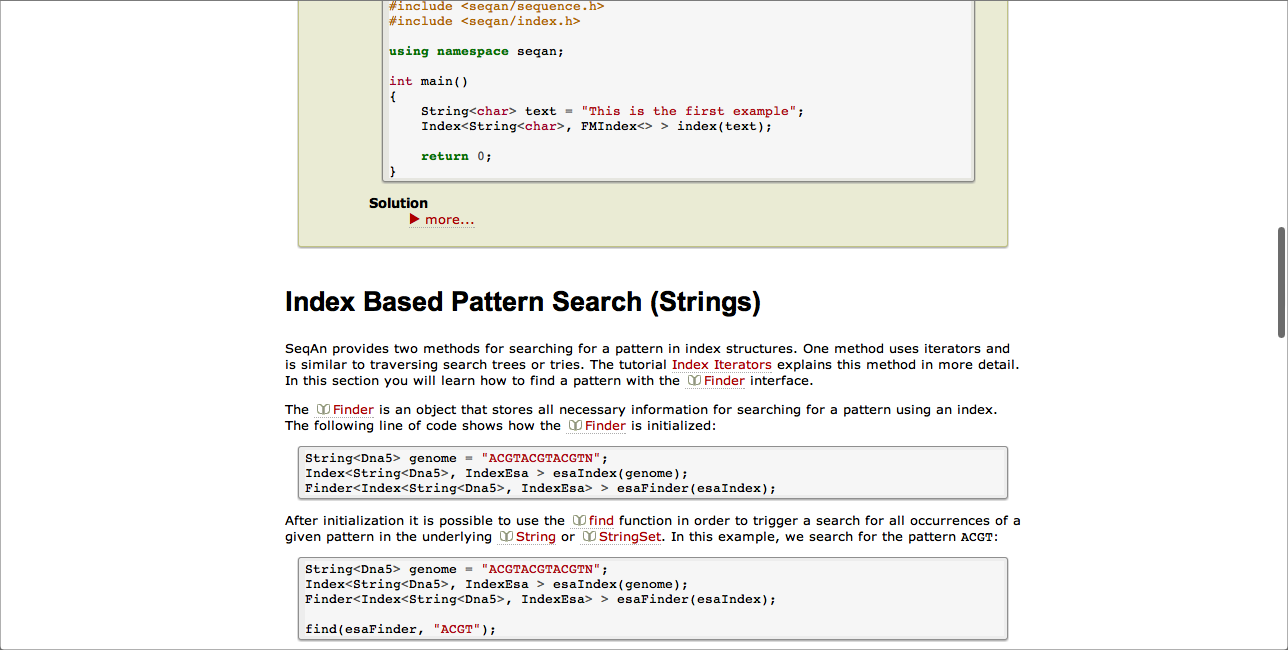 #include <seqan/sequence.h>
#include <seqan/index.h>
using namespace seqan;
int main()
{
String<char> text = "This is the first example";
Index<String<char>, FMIndex<> > index(text);
return 0;
}
Solution
more...
Index Based Pattern Search (Strings)
SeqAn provides two methods for searching for a pattern in index structures. One method uses iterators and
is similar to traversing search trees or tries. The tutorial Index Iterators explains this method in more detail.
In this section you will learn how to find a pattern with the Finder interface.
The Finder is an object that stores all necessary information for searching for a pattern using an index.
The following line of code shows how the Finder is initialized:
String<Dna5> genome = "ACGTACGTACGTN";
Index<String<Dna5>, IndexEsa > esaIndex(genome);
Finder<Index<String<Dna5>, IndexEsa> > esaFinder(esaIndex);
After initialization it is possible to use the find function in order to trigger a search for all occurrences of a
given pattern in the underlying String or StringSet. In this example, we search for the pattern ACGT:
String<Dna5> genome = "ACGTACGTACGTN";
Index<String<Dna5>, IndexEsa > esaIndex(genome);
Finder<Index<String<Dna5>, IndexEsa> > esaFinder(esaIndex);
find(esaFinder, "ACGT");